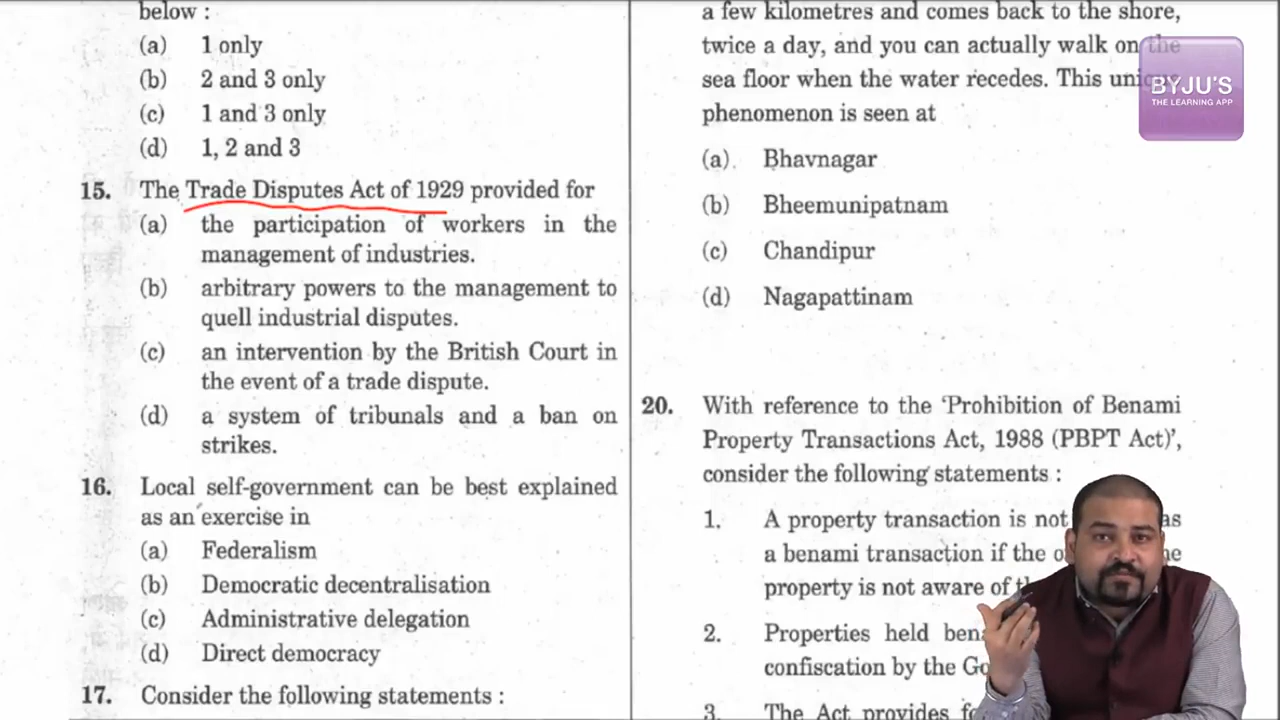 below :
(a) 1 only
(b) 2 and 3 only
(c) 1 and 3 only
(d) 1, 2 and 3
15. The Trade Disputes Act of 1929 provided for
(a) the participation of workers in the
management of industries.
(b) arbitrary powers to the management to
quell industrial disputes.
(c) an intervention by the British Court in
the event of a trade dispute.
(d) a system of tribunals and a ban on
strikes.
16. Local self-government can be best explained
as an exercise in
(a) Federalism
(b) Democratic decentralisation
(c) Administrative delegation
(d) Direct democracy
17. Consider the following statements :
a few kilometres and comes back to the shore,
twice a day, and you can actually walk on the
sea floor when the water recedes. This
phenomenon is seen at
(a) Bhavnagar
(b) Bheemunipatnam
(c) Chandipur
(d) Nagapattinam
20. With reference to the 'Prohibition of Benami
Property Transactions Act, 1988 (PBPT Act)',
consider the following statements :
1. A property transaction is not as
a benami transaction if the
property is not aware of
2. Properties held
confiscation by the
3. The Act provides
BYJU'S
THE LEARNING APP